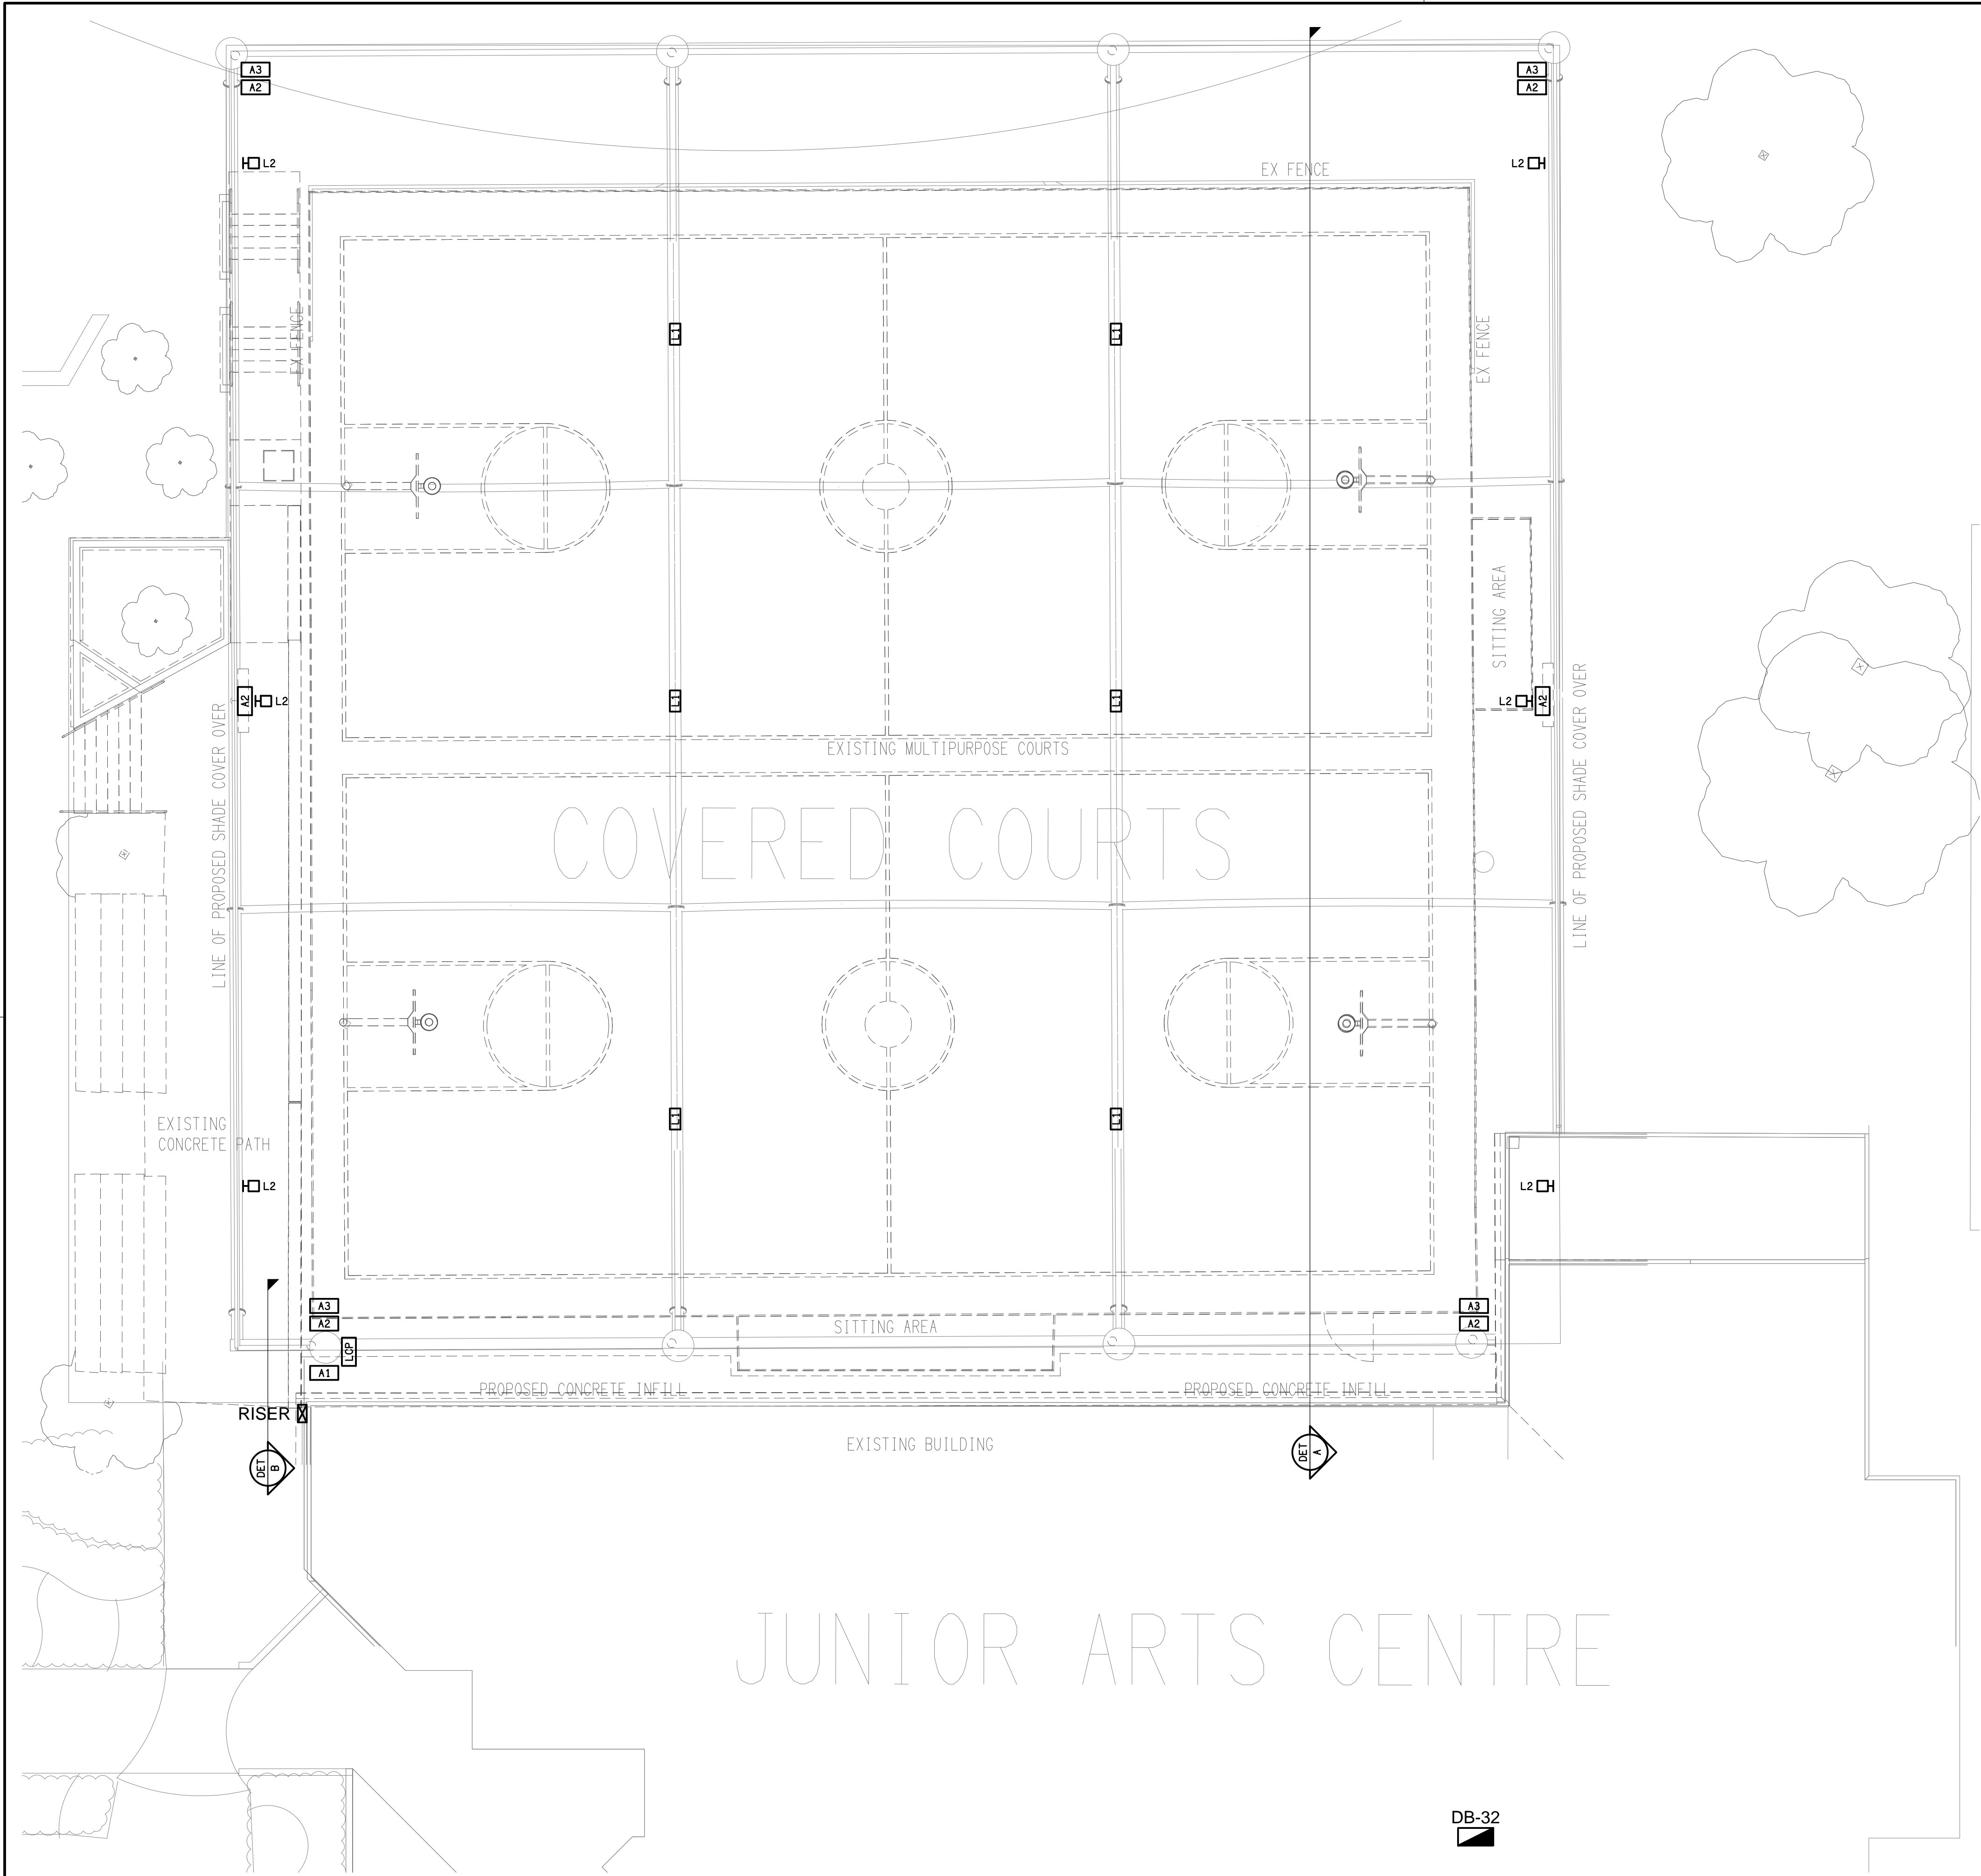 A3
A2
A3
A2
L2
L2
EX FENCE
EX FENCE
L1
L1
EX FENCE
SITTING AREA
A2
L2
L1
L1
L2
A2
LINE OF PROPOSED SHADE COVER OVER
EXISTING MULTIPURPOSE COURTS
LINE OF PROPOSED SHADE COVER OVER
COVERED COURTS
EXISTING
CONCRETE PATH
L1
L1
L2
L2
A3
A2
A3
A2
SITTING AREA
LCP
A1
PROPOSED CONCRETE INFILL
PROPOSED CONCRETE INFILL
RISER
EXISTING BUILDING
DET
B
DET
A
JUNIOR ARTS CENTRE
DB-32